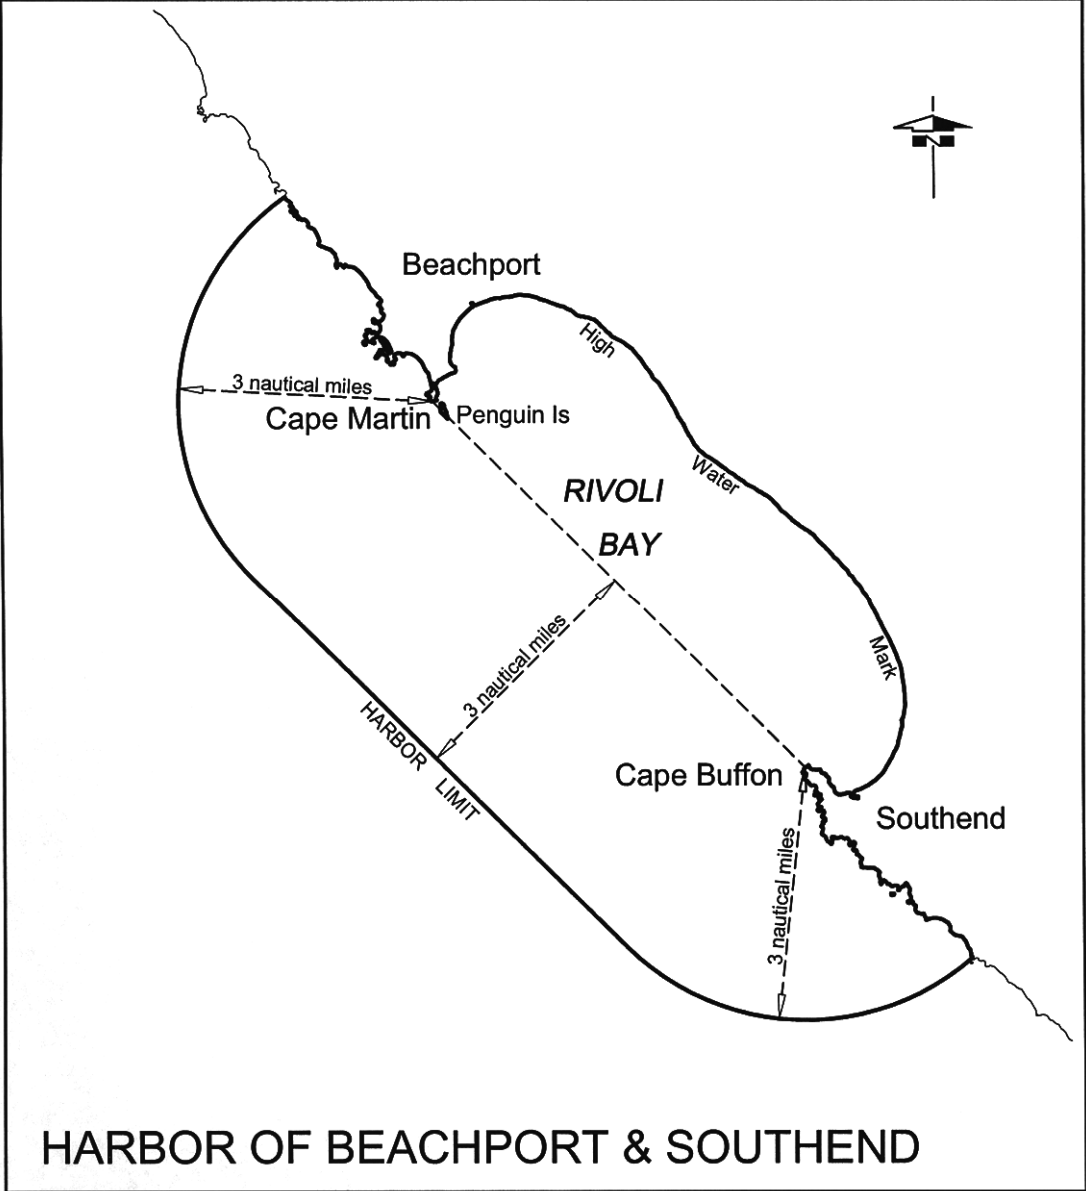 N
Beachport
High
3 nautical miles
Cape Martin
Penguin Is
Water
RIVOLI
BAY
3 nautical miles
Mark
HARBOR LIMIT
Cape Buffon
Southend
3 nautical miles
HARBOR OF BEACHPORT & SOUTHEND